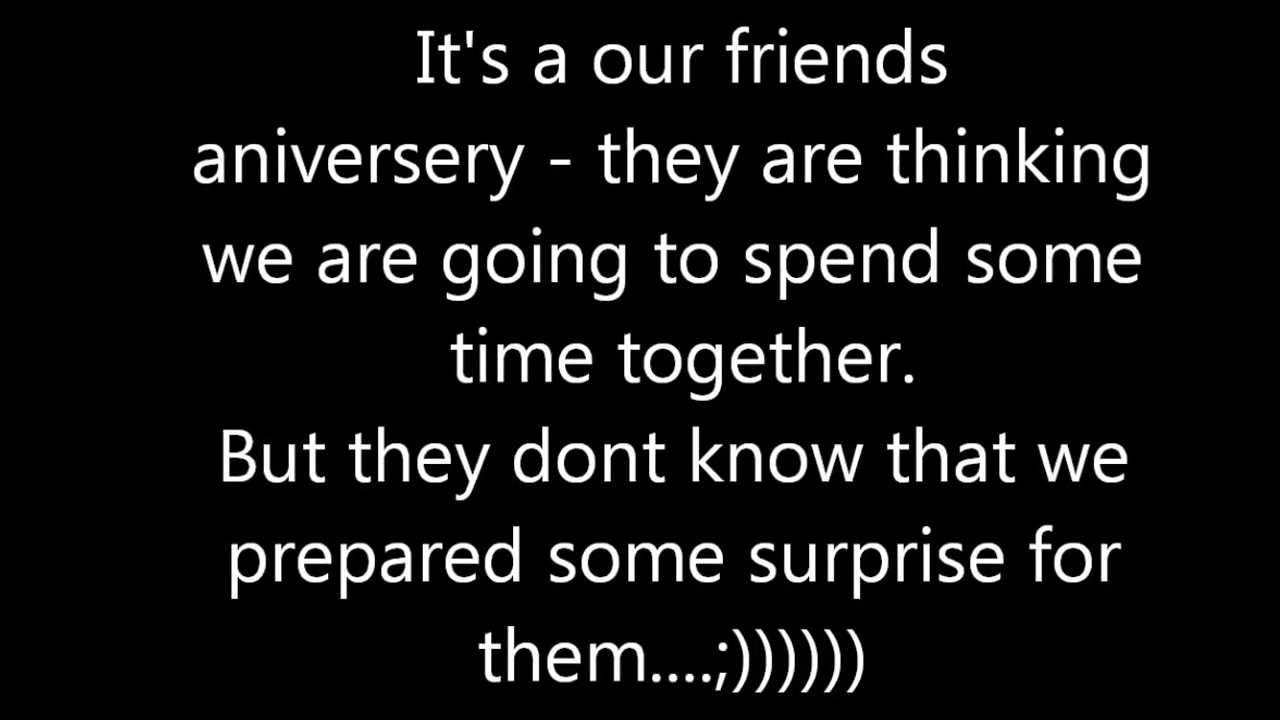 It's a our friends
aniversery - they are thinking
we are going to spend some
time together.
But they dont know that we
prepared some surprise for
them....;))))))